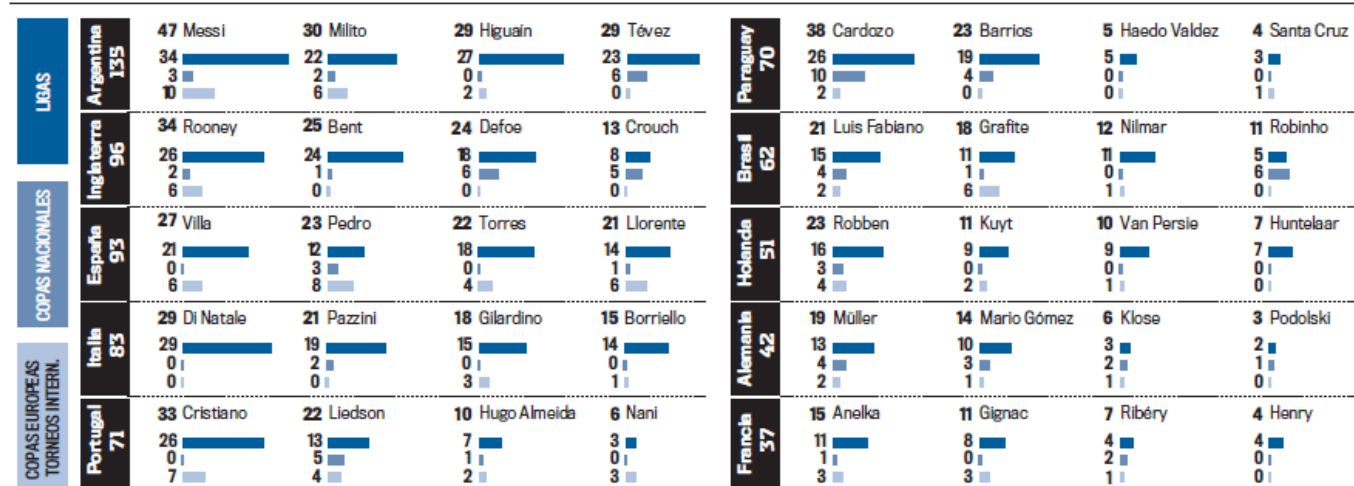 LIGAS
COPAS NACIONALES
COPAS EUROPEAS
TORNEOS INTERN.
Argentina
135
47 Messi
34
3
10
30 Milito
22
2
6
29 Higuaín
27
0
2
29 Tévez
23
6
0
Inglaterra
96
34 Rooney
26
2
6
25 Bent
24
1
0
24 Defoe
18
6
0
13 Crouch
8
5
0
España
93
27 Villa
21
0
6
23 Pedro
12
3
8
22 Torres
18
0
4
21 Llorente
14
1
6
Italia
83
29 Di Natale
29
0
0
21 Pazzini
19
2
0
18 Gilardino
15
0
3
15 Borriello
14
0
1
Portugal
71
33 Cristiano
26
0
7
22 Liedson
13
5
4
10 Hugo Almeida
7
1
2
6 Nani
3
0
3
Paraguay
70
38 Cardozo
26
10
2
23 Barrios
19
4
0
5 Haedo Valdez
5
0
0
4 Santa Cruz
3
0
1
Brasil
62
21 Luis Fabiano
15
4
2
18 Grafite
11
1
6
12 Nilmar
11
0
1
11 Robinho
5
6
0
Holanda
51
23 Robben
16
3
4
11 Kuyt
9
0
2
10 Van Persie
9
0
1
7 Huntelaar
7
0
0
Alemania
42
19 Müller
13
4
2
14 Mario Gómez
10
3
1
6 Klose
3
2
1
3 Podolski
2
1
0
Francia
37
15 Anelka
11
1
3
11 Gignac
8
0
3
7 Ribéry
4
2
1
4 Henry
4
0
0